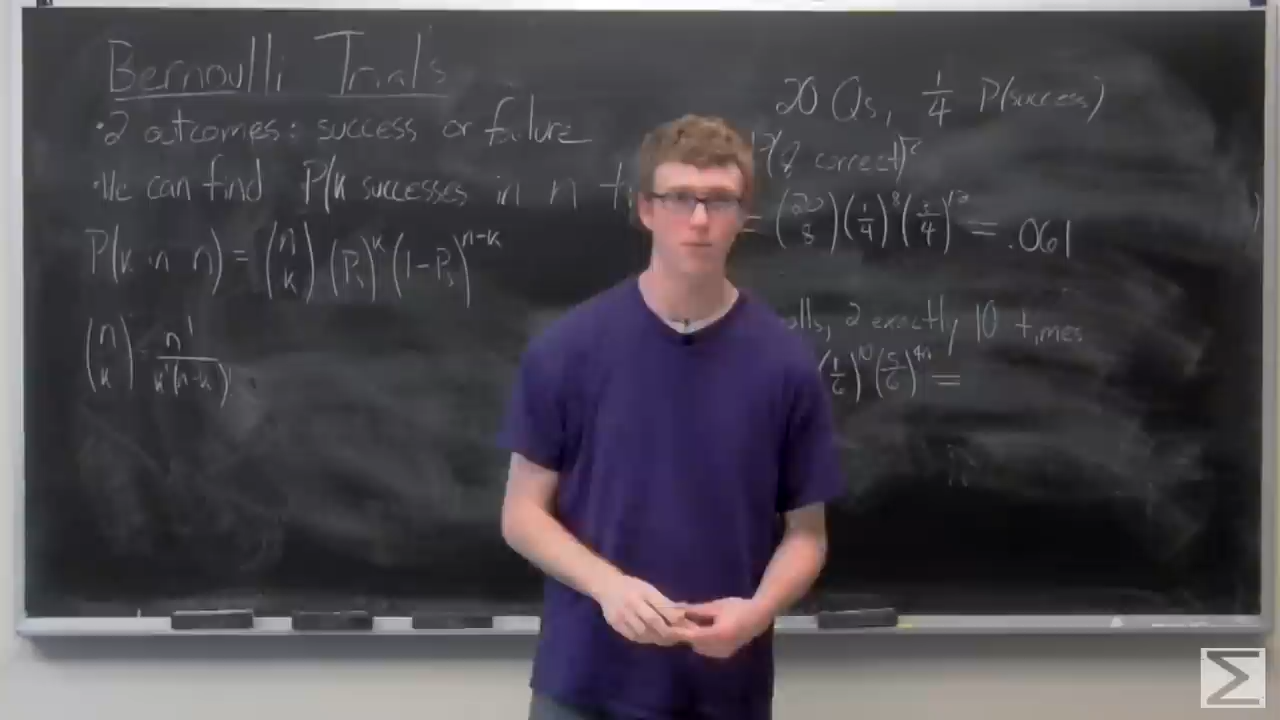 Bernoulli Trials
·2 outcomes: success or failure
·We can find P(k successes in n
P(k in n) = (n k) (Pₛ)^k (1-Pₛ)^n-k
(n k) = n! / k!(n-k)!
20 Qs, 1/4 P(success)
(8 correct)
= (20 8)(1/4)^8(3/4)^12 = .061
2 exactly 10 times
(1/6)^10(5/6)^40 =
Σ